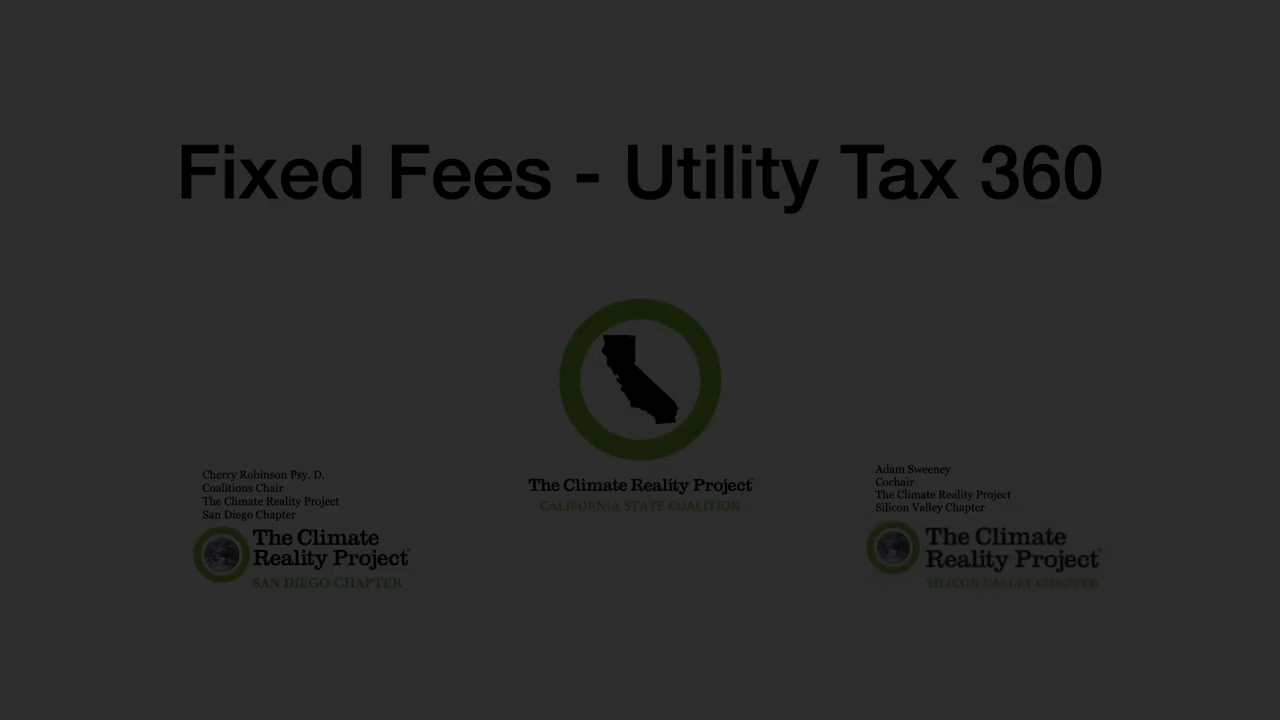 Fixed Fees - Utility Tax 360
The Climate Reality Project
CALIFORNIA STATE COALITION
Cherry Robinson Psy. D.
Coalitions Chair
The Climate Reality Project
San Diego Chapter
The Climate
Reality Project
SAN DIEGO CHAPTER
Adam Sweeney
Cochair
The Climate Reality Project
Silicon Valley Chapter
The Climate
Reality Project
SILICON VALLEY CHAPTER